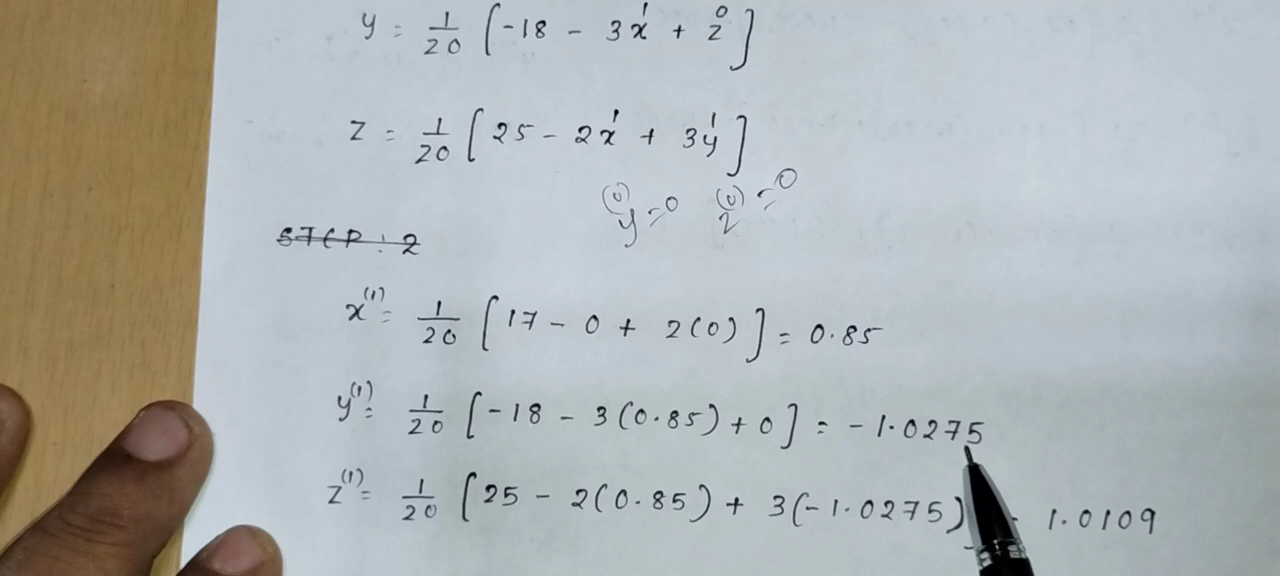 y = 1/20 [-18 - 3x¹ + z⁰]
z = 1/20 [25 - 2x¹ + 3y¹]
y⁽⁰⁾ = 0 z⁽⁰⁾ = 0
STEP : 2
x⁽¹⁾ = 1/20 [17 - 0 + 2(0)] = 0.85
y⁽¹⁾ = 1/20 [-18 - 3(0.85) + 0] = -1.0275
z⁽¹⁾ = 1/20 [25 - 2(0.85) + 3(-1.0275) 1.0109